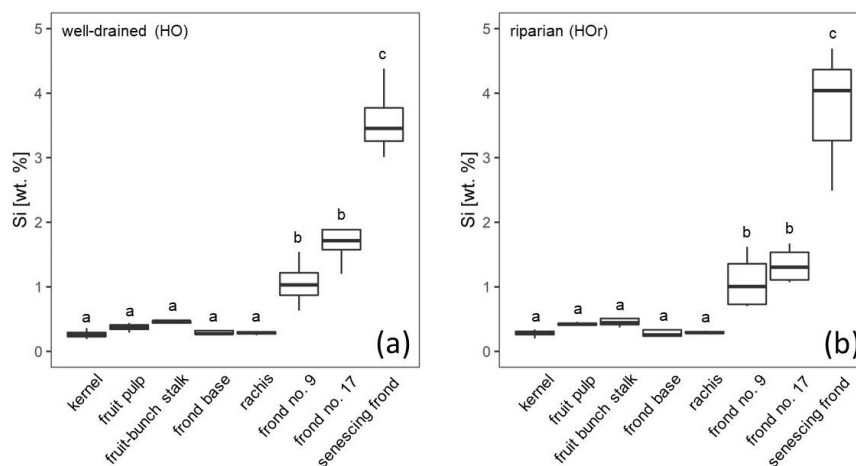 well-drained (HO)
Si [wt. %]
5
4
3
2
1
0
a
a
a
a
a
b
b
c
(a)
kernel
fruit pulp
fruit-bunch stalk
frond base
rachis
frond no. 9
frond no. 17
senescing frond
riparian (HOr)
Si [wt. %]
5
4
3
2
1
0
a
a
a
a
a
b
b
c
(b)
kernel
fruit pulp
fruit bunch stalk
frond base
rachis
frond no. 9
frond no. 17
senescing frond